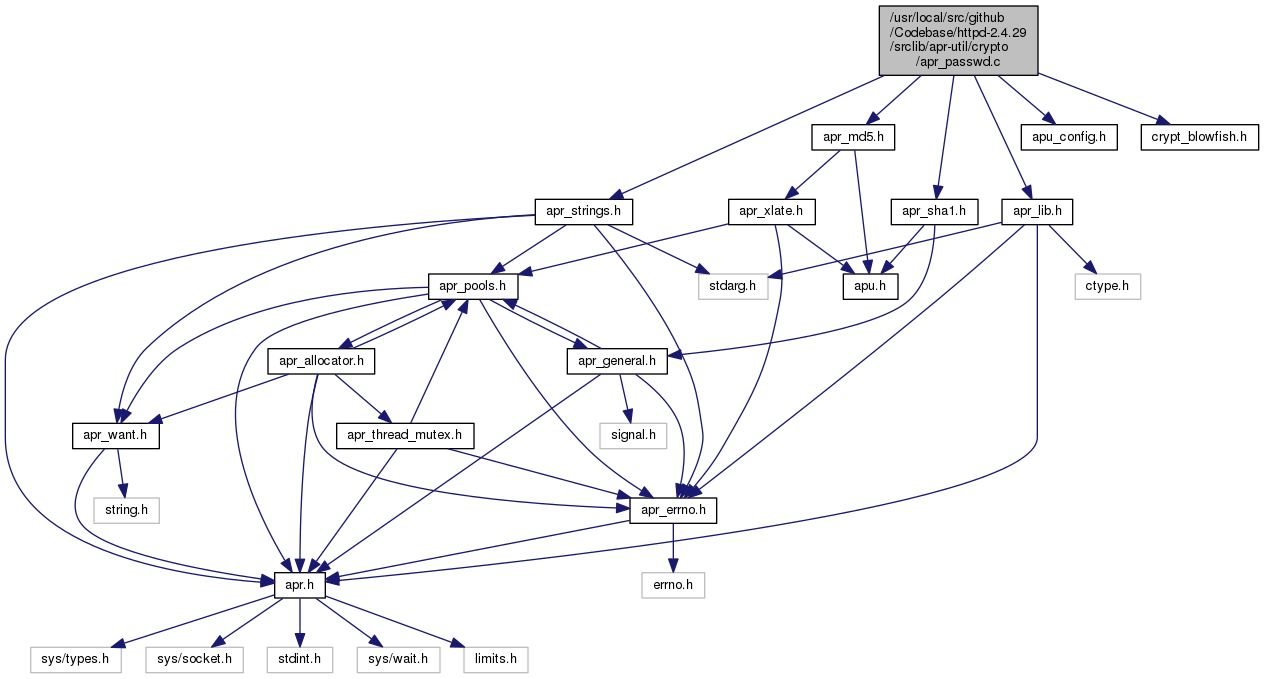 /usr/local/src/github
/Codebase/httpd-2.4.29
/srclib/apr-util/crypto
/apr_passwd.c
apr_md5.h
apu_config.h
crypt_blowfish.h
apr_strings.h
apr_xlate.h
apr_sha1.h
apr_lib.h
apr_pools.h
stdarg.h
apu.h
ctype.h
apr_allocator.h
apr_general.h
apr_want.h
apr_thread_mutex.h
signal.h
string.h
apr_errno.h
apr.h
errno.h
sys/types.h
sys/socket.h
stdint.h
sys/wait.h
limits.h